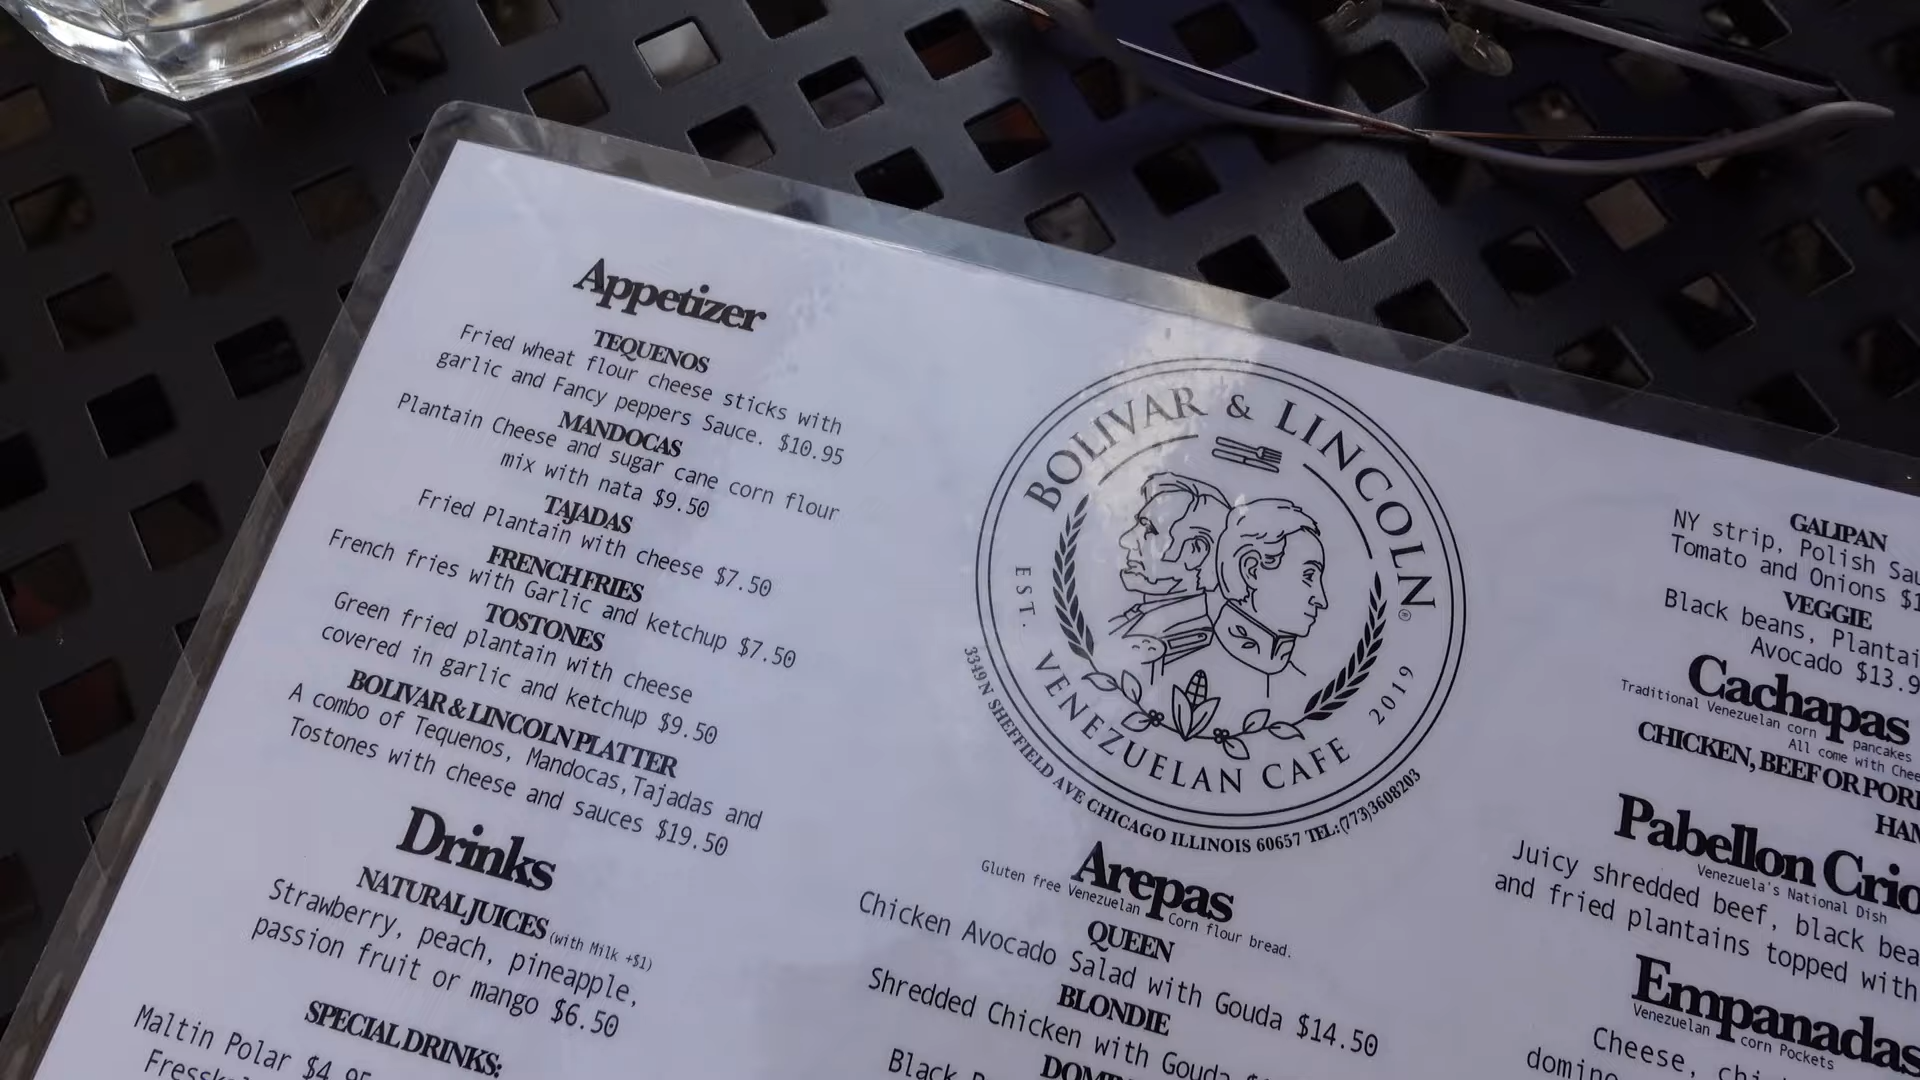 Appetizer
TEQUENOS
Fried wheat flour cheese sticks with
garlic and Fancy peppers Sauce. $10.95
MANDOCAS
Plantain Cheese and sugar cane corn flour
mix with nata $9.50
TAJADAS
Fried Plantain with cheese $7.50
FRENCH FRIES
French fries with Garlic and ketchup $7.50
TOSTONES
Green fried plantain with cheese
covered in garlic and ketchup $9.50
BOLIVAR & LINCOLN PLATTER
A combo of Tequenos, Mandocas, Tajadas and
Tostones with cheese and sauces $19.50
Drinks
NATURAL JUICES (with Milk +$1)
Strawberry, peach, pineapple,
passion fruit or mango $6.50
SPECIAL DRINKS:
Maltin Polar $4.95
BOLIVAR & LINCOLN®
EST. 2019
VENEZUELAN CAFE
3349 N SHEFFIELD AVE CHICAGO ILLINOIS 60657 TEL:(773)3608203
Arepas
Gluten free Venezuelan Corn flour bread.
QUEEN
Chicken Avocado Salad with Gouda $14.50
BLONDIE
Shredded Chicken with Gouda
Black
GALIPAN
NY strip, Polish
Tomato and Onions
VEGGIE
Black beans,
Avocado
Cachapas
Traditional Venezuelan corn pancakes
All come with
CHICKEN, BEEF OR
Pabellon
Venezuela's National Dish
Juicy shredded beef, black
and fried plantains topped with
Empanadas
Venezuelan corn Pockets
Cheese,